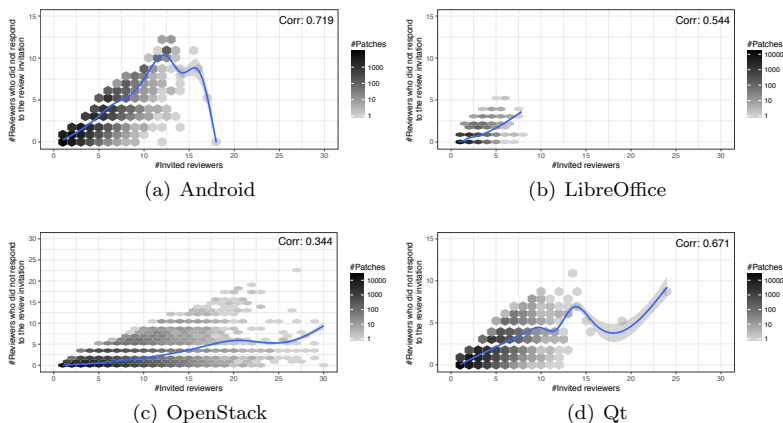 Corr: 0.719
#Reviewers who did not respond
to the review invitation
15
10
5
0
0
5
10
15
20
25
30
#Invited reviewers
#Patches
1000
100
10
1
(a) Android
Corr: 0.544
#Reviewers who did not respond
to the review invitation
15
10
5
0
0
5
10
15
20
25
30
#Invited reviewers
#Patches
10000
1000
100
10
1
(b) LibreOffice
Corr: 0.344
#Reviewers who did not respond
to the review invitation
30
25
20
15
10
5
0
0
5
10
15
20
25
30
#Invited reviewers
#Patches
10000
1000
100
10
1
(c) OpenStack
Corr: 0.671
#Reviewers who did not respond
to the review invitation
15
10
5
0
0
5
10
15
20
25
30
#Invited reviewers
#Patches
10000
1000
100
10
1
(d) Qt